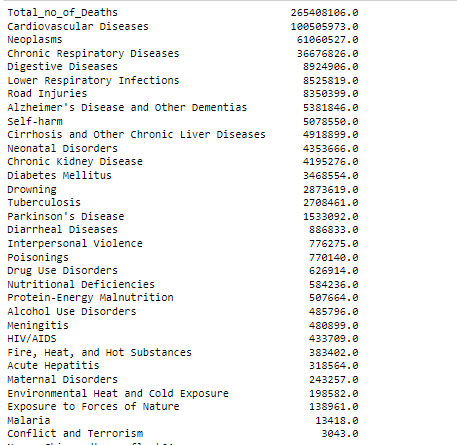 Total_no_of_Deaths 265408106.0
Cardiovascular Diseases 100505973.0
Neoplasms 61060527.0
Chronic Respiratory Diseases 36676826.0
Digestive Diseases 8924906.0
Lower Respiratory Infections 8525819.0
Road Injuries 8350399.0
Alzheimer's Disease and Other Dementias 5381846.0
Self-harm 5078550.0
Cirrhosis and Other Chronic Liver Diseases 4918899.0
Neonatal Disorders 4353666.0
Chronic Kidney Disease 4195276.0
Diabetes Mellitus 3468554.0
Drowning 2873619.0
Tuberculosis 2708461.0
Parkinson's Disease 1533092.0
Diarrheal Diseases 886833.0
Interpersonal Violence 776275.0
Poisonings 770140.0
Drug Use Disorders 626914.0
Nutritional Deficiencies 584236.0
Protein-Energy Malnutrition 507664.0
Alcohol Use Disorders 485796.0
Meningitis 480899.0
HIV/AIDS 433709.0
Fire, Heat, and Hot Substances 383402.0
Acute Hepatitis 318564.0
Maternal Disorders 243257.0
Environmental Heat and Cold Exposure 198582.0
Exposure to Forces of Nature 138961.0
Malaria 13418.0
Conflict and Terrorism 3043.0